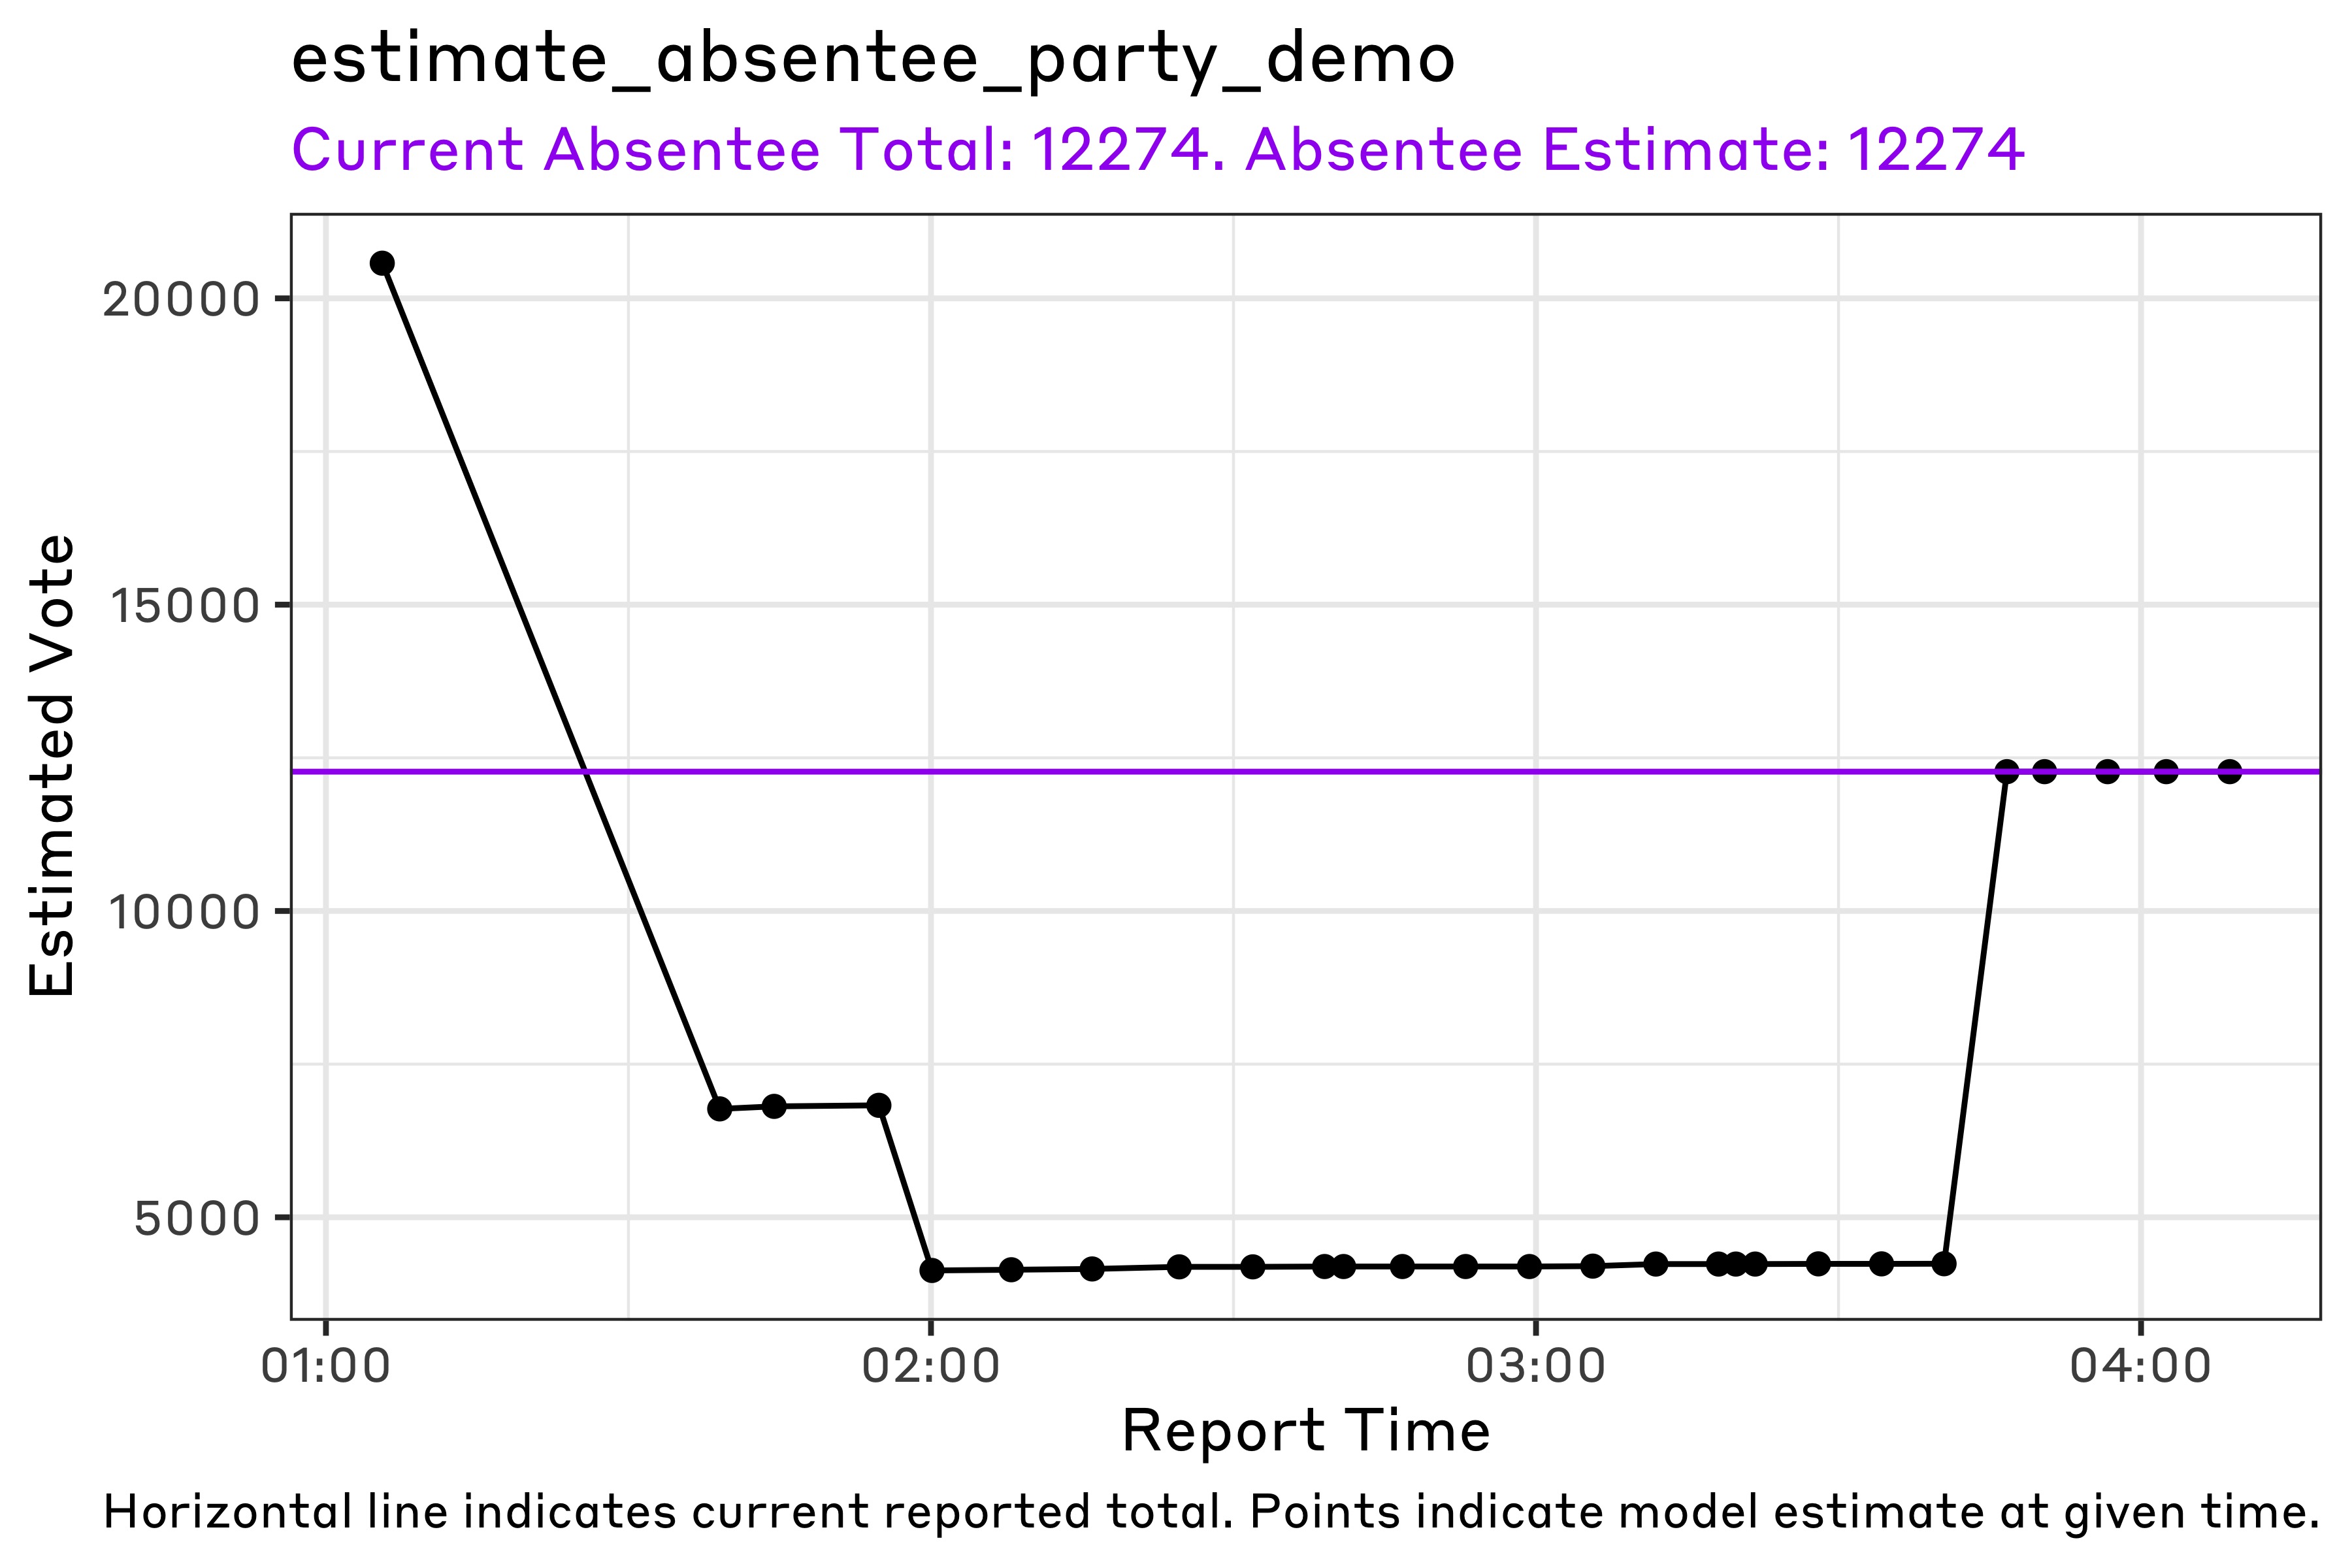 estimate_absentee_party_demo
Current Absentee Total: 12274. Absentee Estimate: 12274
Estimated Vote
20000
15000
10000
5000
01:00 02:00 03:00 04:00
Report Time
Horizontal line indicates current reported total. Points indicate model estimate at given time.